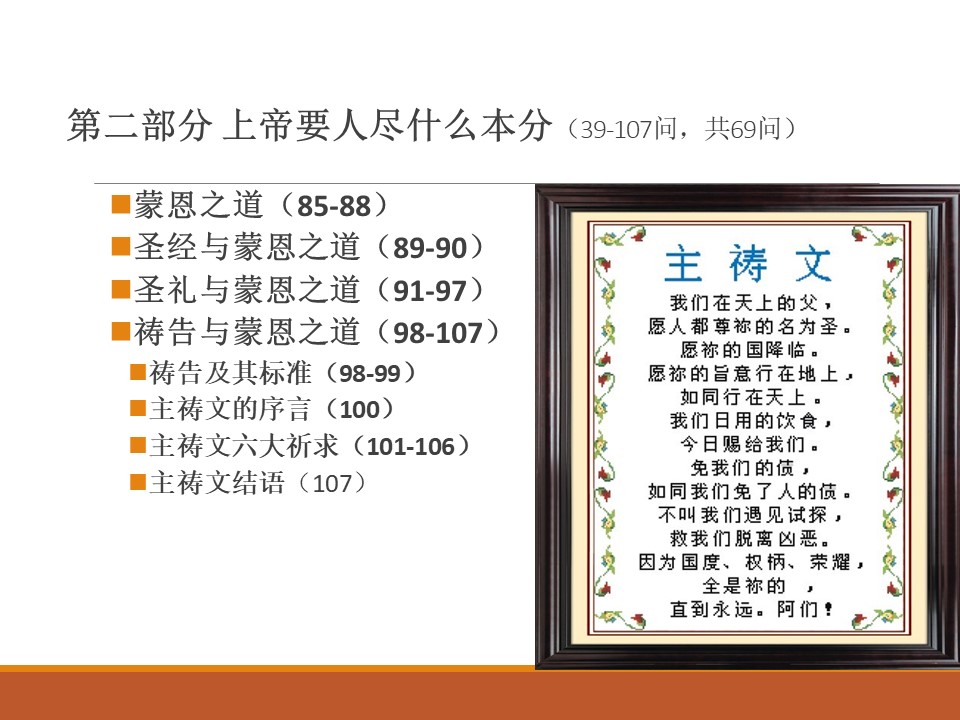 第二部分 上帝要人尽什么本分（39-107问，共69问）
蒙恩之道（85-88）
圣经与蒙恩之道（89-90）
圣礼与蒙恩之道（91-97）
祷告与蒙恩之道（98-107）
祷告及其标准（98-99）
主祷文的序言（100）
主祷文六大祈求（101-106）
主祷文结语（107）
主祷文
我们在天上的父，
愿人都尊祢的名为圣。
愿祢的国降临。
愿祢的旨意行在地上，
如同行在天上。
我们日用的饮食，
今日赐给我们。
免我们的债，
如同我们免了人的债。
不叫我们遇见试探，
救我们脱离凶恶。
因为国度、权柄、荣耀，
全是祢的 ，
直到永远。阿们！